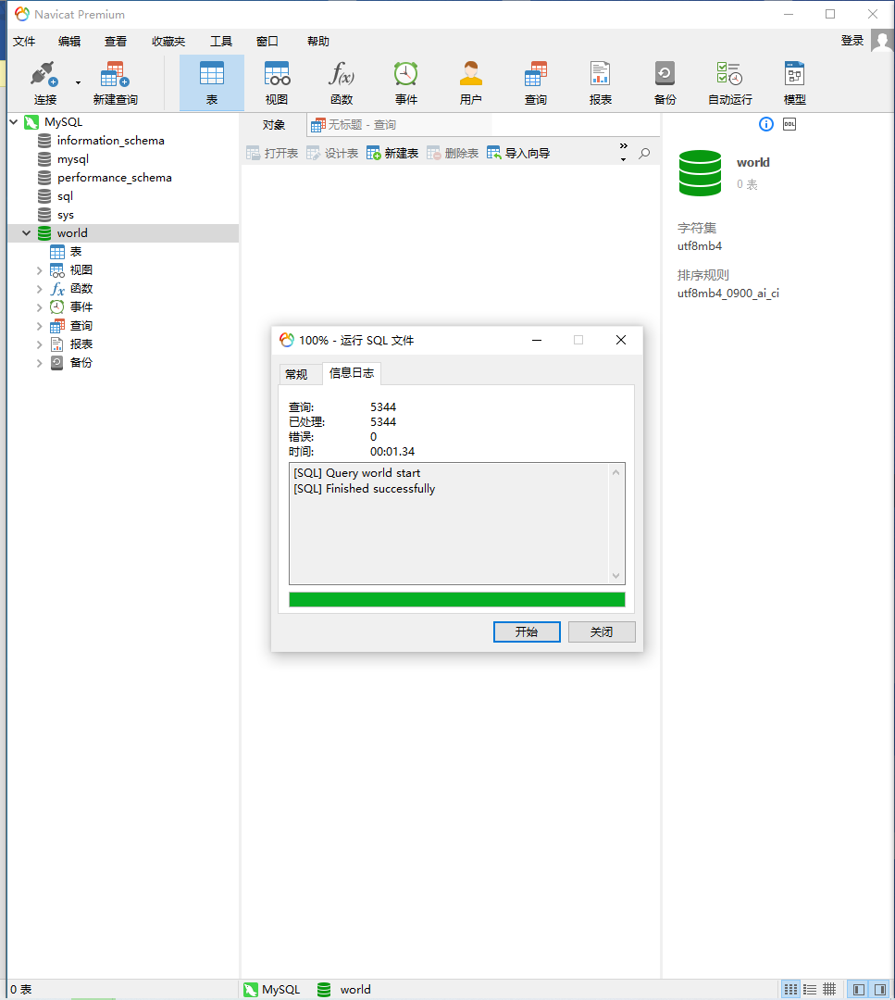 Navicat Premium
文件 编辑 查看 收藏夹 工具 窗口 帮助 登录
连接 新建查询 表 视图 函数 事件 用户 查询 报表 备份 自动运行 模型
MySQL
information_schema
mysql
performance_schema
sql
sys
world
表
视图
函数
事件
查询
报表
备份
对象 无标题 - 查询
打开表 设计表 新建表 删除表 导入向导 »
DDL
world
0 表
字符集
utf8mb4
排序规则
utf8mb4_0900_ai_ci
100% - 运行 SQL 文件
常规 信息日志
查询: 5344
已处理: 5344
错误: 0
时间: 00:01.34
[SQL] Query world start
[SQL] Finished successfully
开始 关闭
0 表 MySQL world